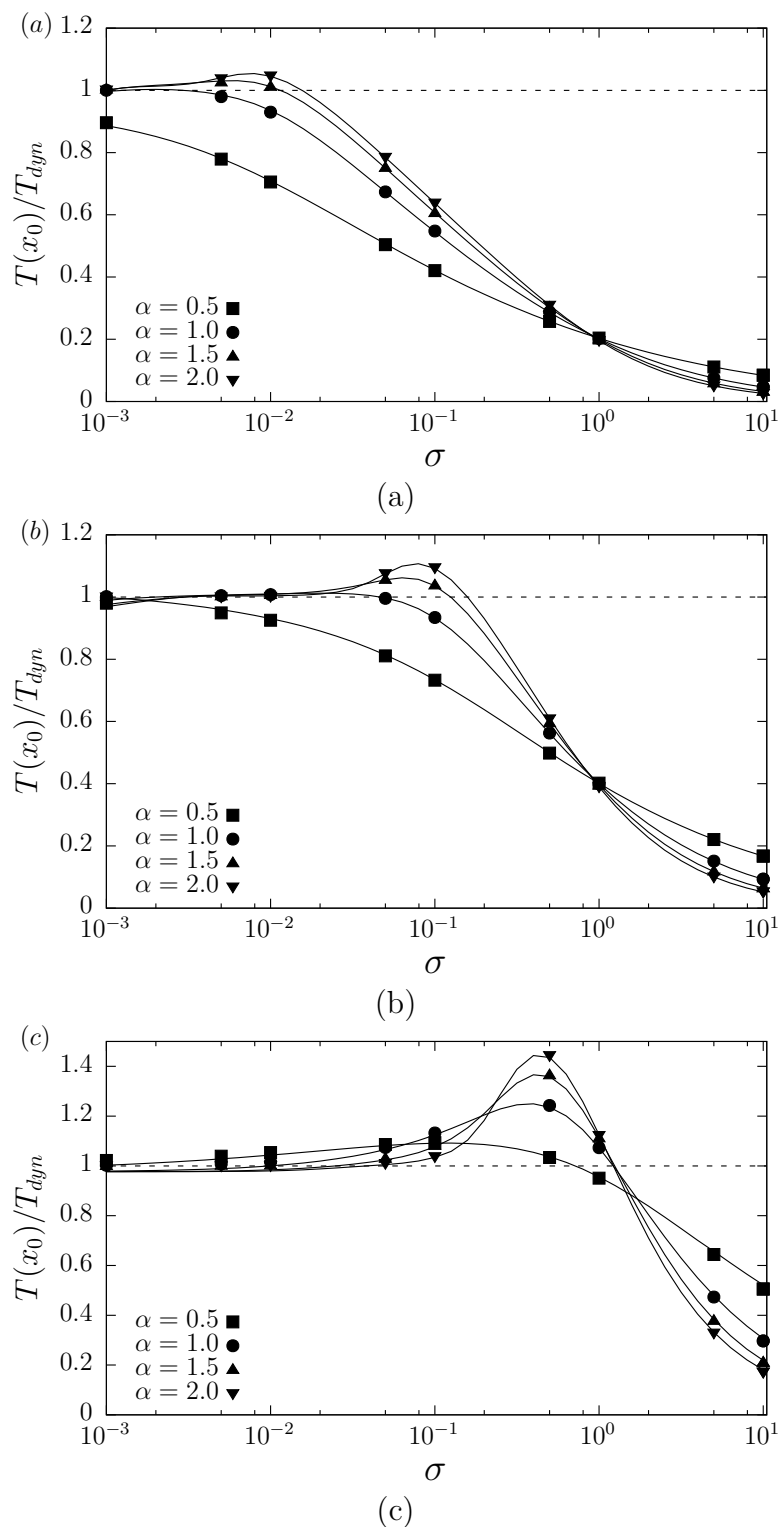 (a)
1.2
1
0.8
0.6
0.4
0.2
0
T(x₀)/T_dyn
α = 0.5
α = 1.0
α = 1.5
α = 2.0
10⁻³ 10⁻² 10⁻¹ 10⁰ 10¹
σ
(a)
(b)
1.2
1
0.8
0.6
0.4
0.2
0
T(x₀)/T_dyn
α = 0.5
α = 1.0
α = 1.5
α = 2.0
10⁻³ 10⁻² 10⁻¹ 10⁰ 10¹
σ
(b)
(c)
1.4
1.2
1
0.8
0.6
0.4
0.2
0
T(x₀)/T_dyn
α = 0.5
α = 1.0
α = 1.5
α = 2.0
10⁻³ 10⁻² 10⁻¹ 10⁰ 10¹
σ
(c)